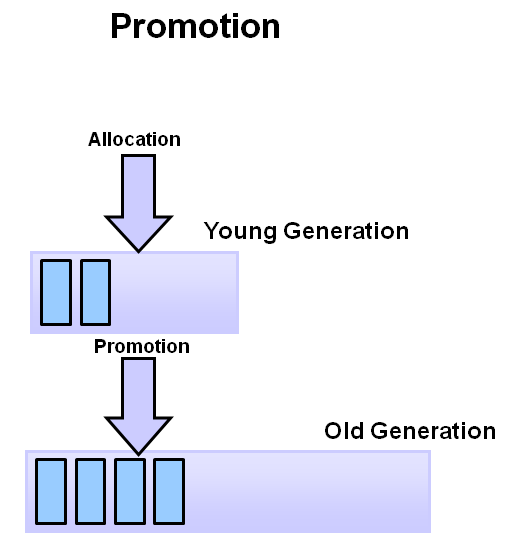 Promotion
Allocation
Young Generation
Promotion
Old Generation